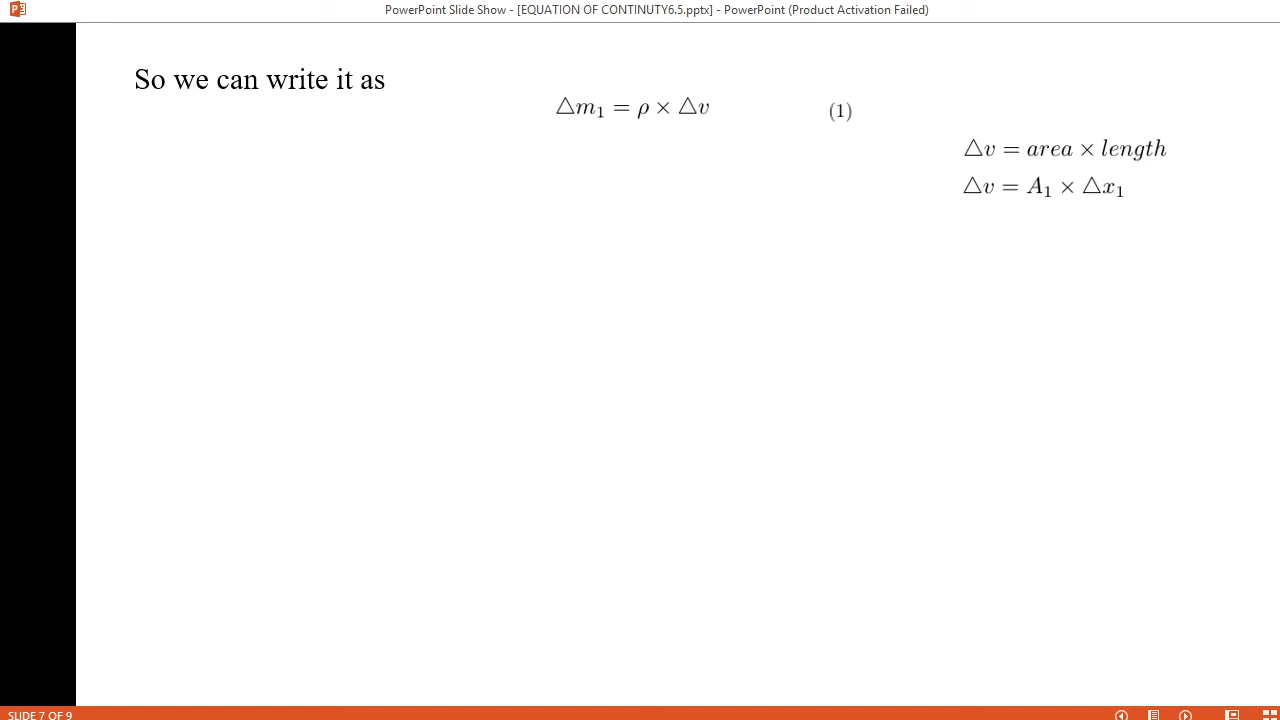 PowerPoint Slide Show - [EQUATION OF CONTINUTY6.5.pptx] - PowerPoint (Product Activation Failed)
So we can write it as
△m₁ = ρ × △v (1)
△v = area × length
△v = A₁ × △x₁
SLIDE 7 OF 9